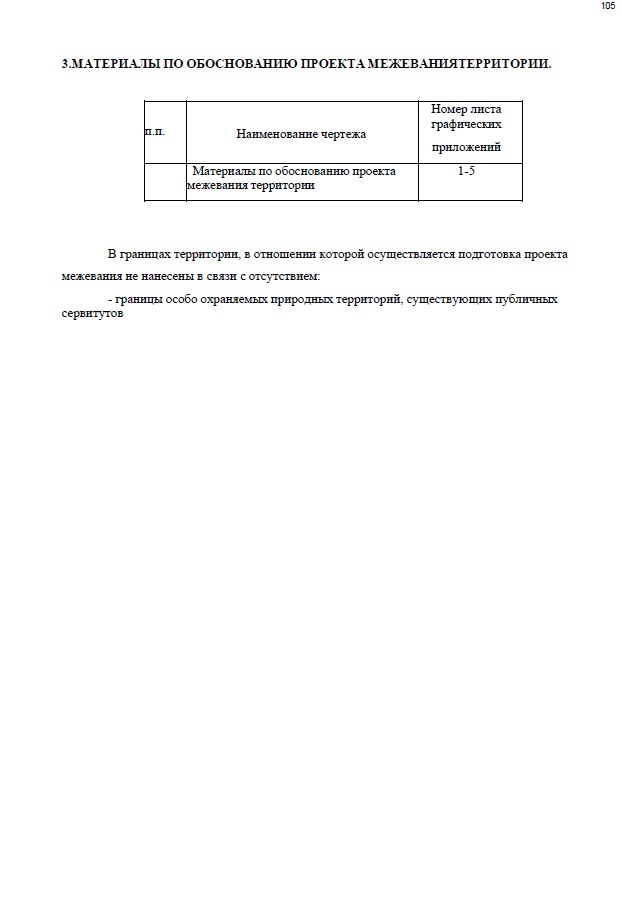 105
3.МАТЕРИАЛЫ ПО ОБОСНОВАНИЮ ПРОЕКТА МЕЖЕВАНИЯТЕРРИТОРИИ.
п.п.
Наименование чертежа
Номер листа
графических
приложений
Материалы по обоснованию проекта
межевания территории
1-5
В границах территории, в отношении которой осуществляется подготовка проекта
межевания не нанесены в связи с отсутствием:
- границы особо охраняемых природных территорий, существующих публичных
сервитутов